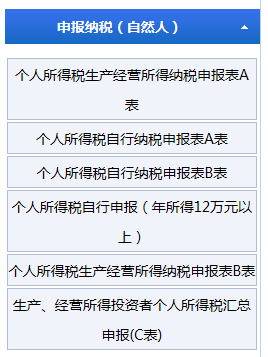 申报纳税（自然人）
个人所得税生产经营所得纳税申报表A
表
个人所得税自行纳税申报表A表
个人所得税自行纳税申报表B表
个人所得税自行申报（年所得12万元以
上）
个人所得税生产经营所得纳税申报表B表
生产、经营所得投资者个人所得税汇总
申报(C表)